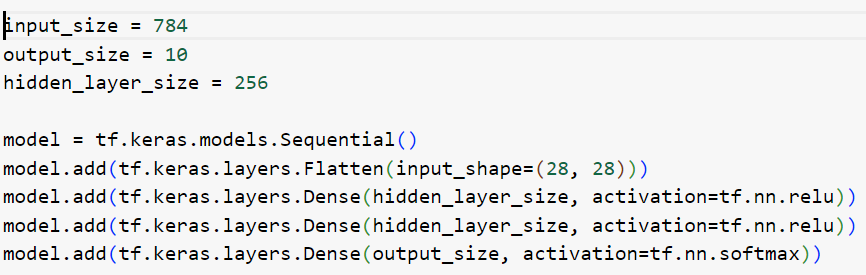 input_size = 784
output_size = 10
hidden_layer_size = 256
model = tf.keras.models.Sequential()
model.add(tf.keras.layers.Flatten(input_shape=(28, 28)))
model.add(tf.keras.layers.Dense(hidden_layer_size, activation=tf.nn.relu))
model.add(tf.keras.layers.Dense(hidden_layer_size, activation=tf.nn.relu))
model.add(tf.keras.layers.Dense(output_size, activation=tf.nn.softmax))